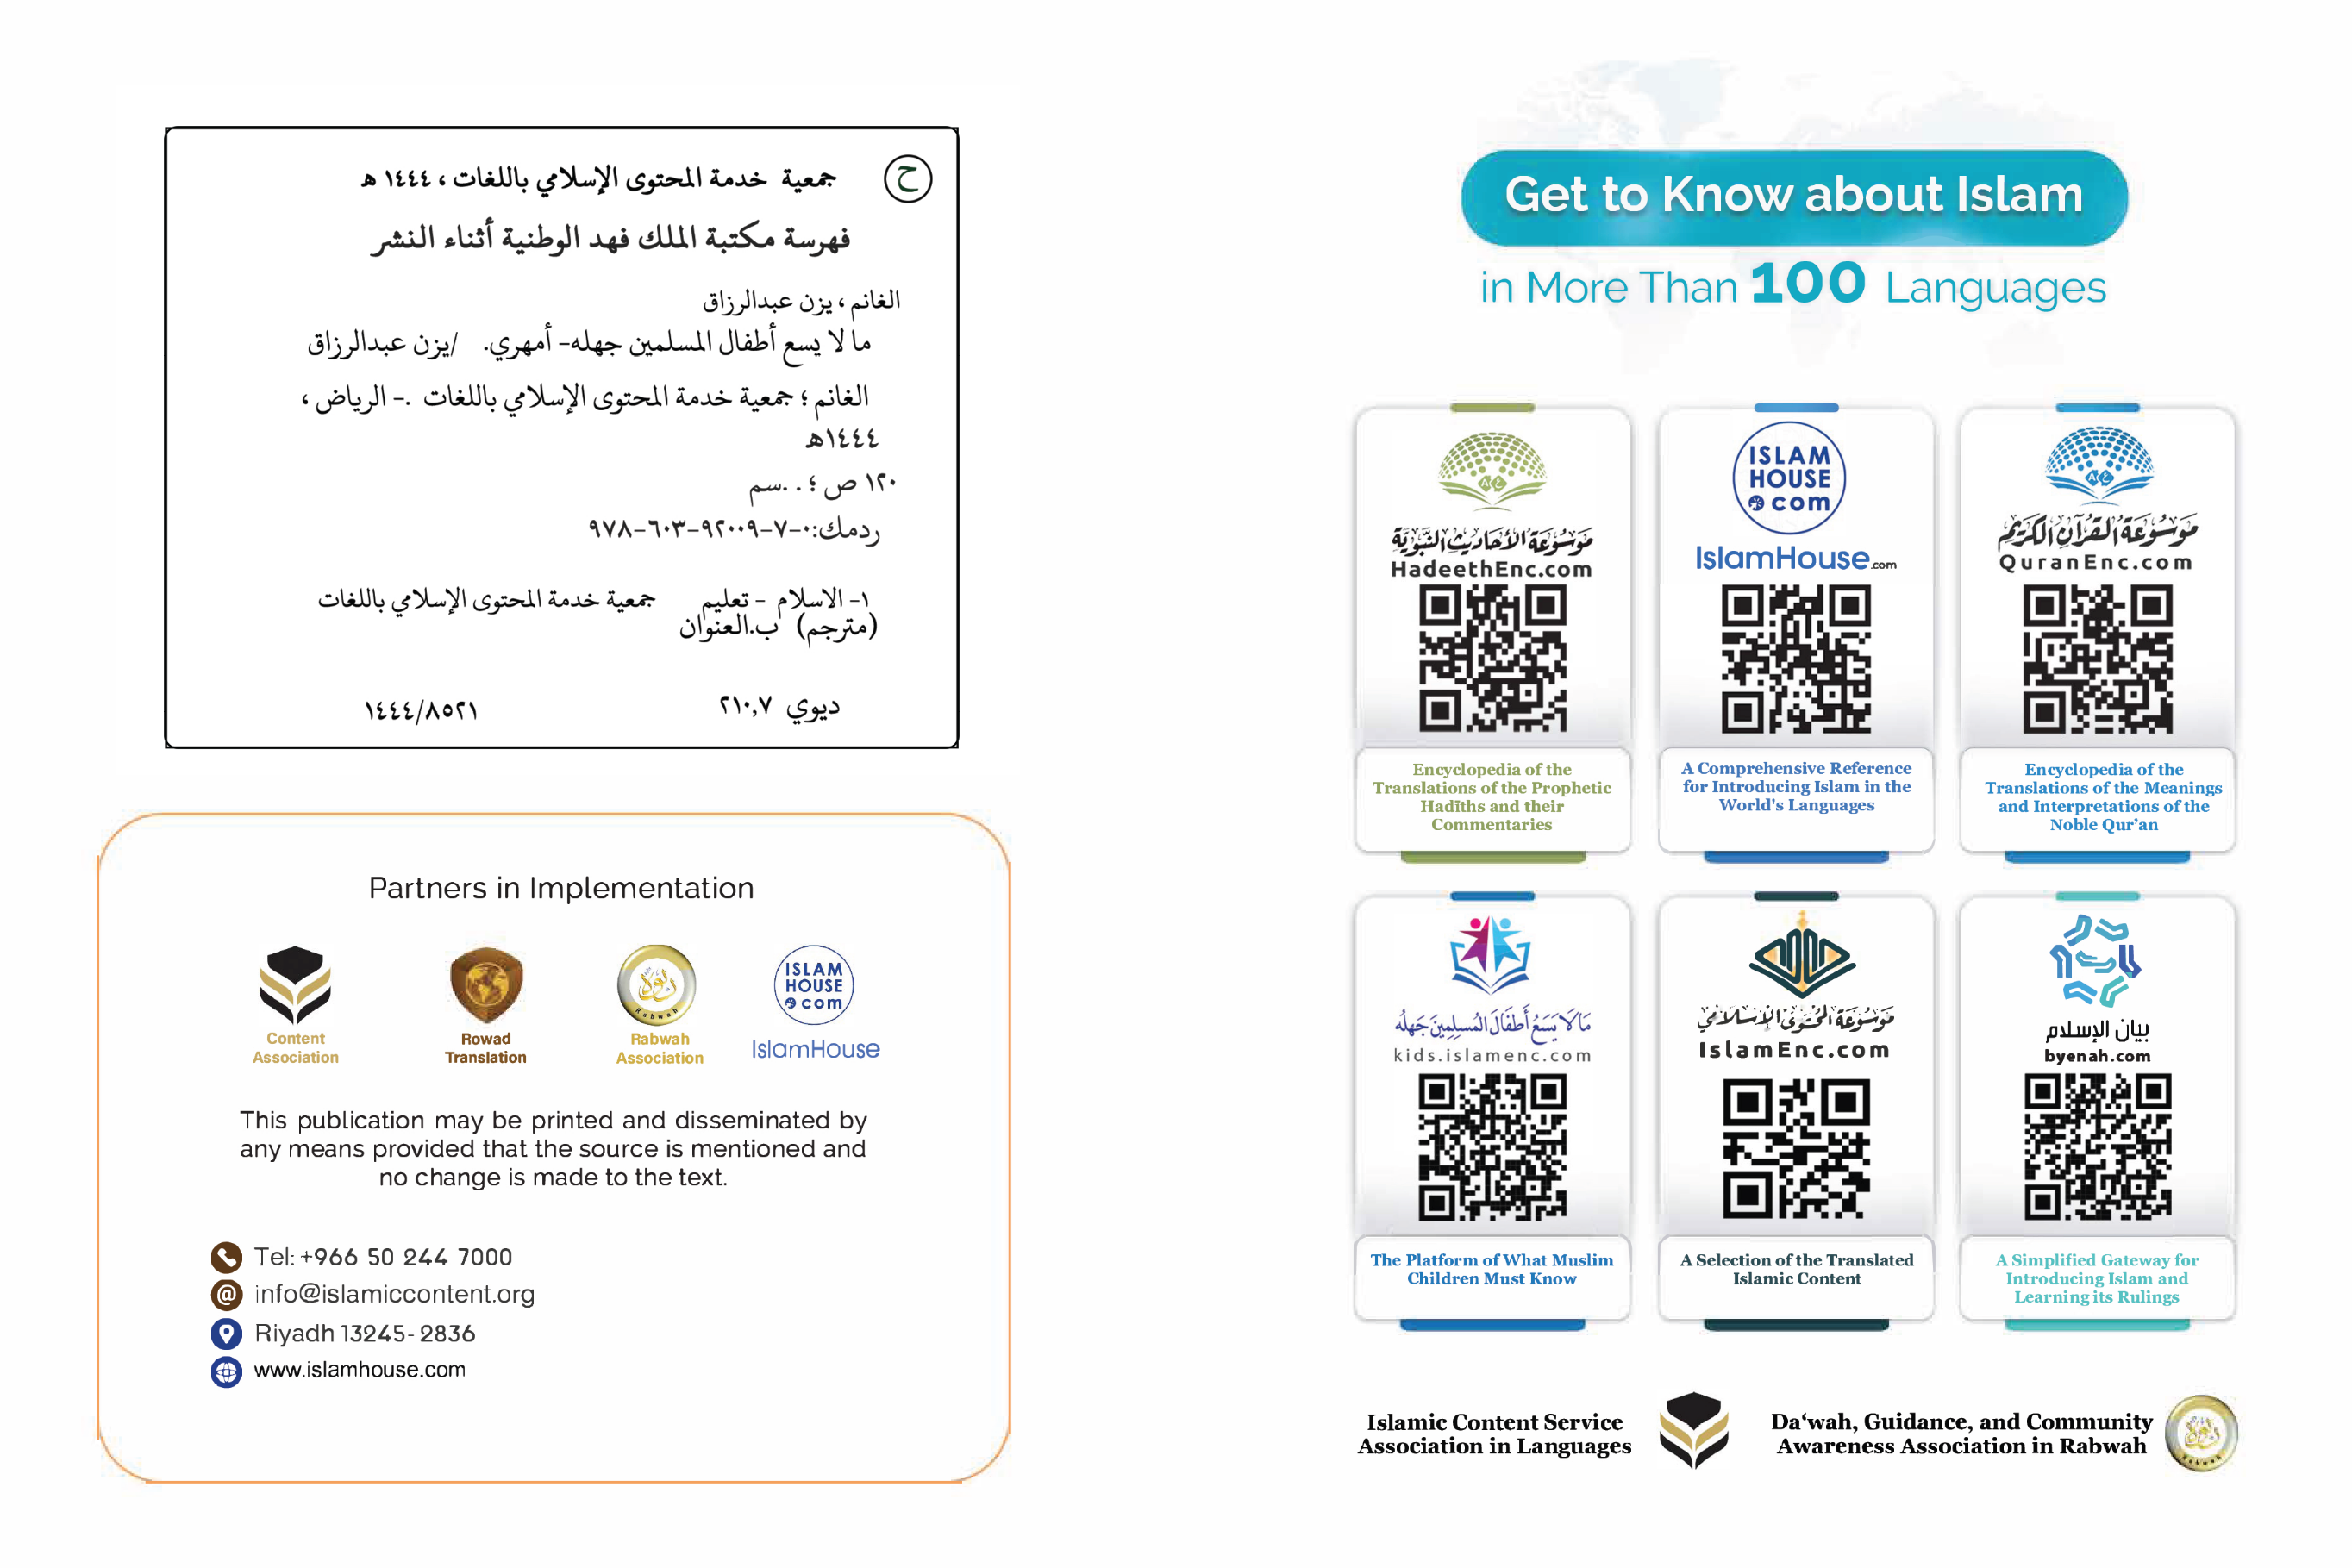 ح
جمعية خدمة المحتوى الإسلامي باللغات ، ١٤٤٤ هـ
فهرسة مكتبة الملك فهد الوطنية أثناء النشر
الغانم ، يزن عبدالرزاق
ما لا يسع أطفال المسلمين جهله- أمهري. /يزن عبدالرزاق
الغانم ؛ جمعية خدمة المحتوى الإسلامي باللغات .- الرياض ،
١٤٤٤هـ
١٢٠ ص ؛ ..سم
ردمك:٠-٧-٩٢٠٠٩-٦٠٣-٩٧٨
١- الاسلام - تعليم جمعية خدمة المحتوى الإسلامي باللغات
(مترجم) ب.العنوان
ديوي ٢١٠,٧ ١٤٤٤/٨٥٢١
Partners in Implementation
Content
Association
Rowad
Translation
Rabwah
Rabwah
Association
ISLAM
HOUSE
com
IslamHouse
This publication may be printed and disseminated by
any means provided that the source is mentioned and
no change is made to the text.
Tel: +966 50 244 7000
info@islamiccontent.org
Riyadh 13245- 2836
www.islamhouse.com
Get to Know about Islam
in More Than 100 Languages
موسوعة الأحاديث النبوية
HadeethEnc.com
Encyclopedia of the
Translations of the Prophetic
Hadīths and their
Commentaries
ISLAM
HOUSE
com
IslamHouse.com
A Comprehensive Reference
for Introducing Islam in the
World's Languages
موسوعة القرآن الكريم
QuranEnc.com
Encyclopedia of the
Translations of the Meanings
and Interpretations of the
Noble Qur’an
مَا لَا يَسَعُ أَطْفَالَ المُسلِمِينَ جَهلُه
kids.islamenc.com
The Platform of What Muslim
Children Must Know
موسوعة المحتوى الإسلامي
IslamEnc.com
A Selection of the Translated
Islamic Content
بيان الإسلام
byenah.com
A Simplified Gateway for
Introducing Islam and
Learning its Rulings
Islamic Content Service
Association in Languages
Da‘wah, Guidance, and Community
Awareness Association in Rabwah
Rabwah